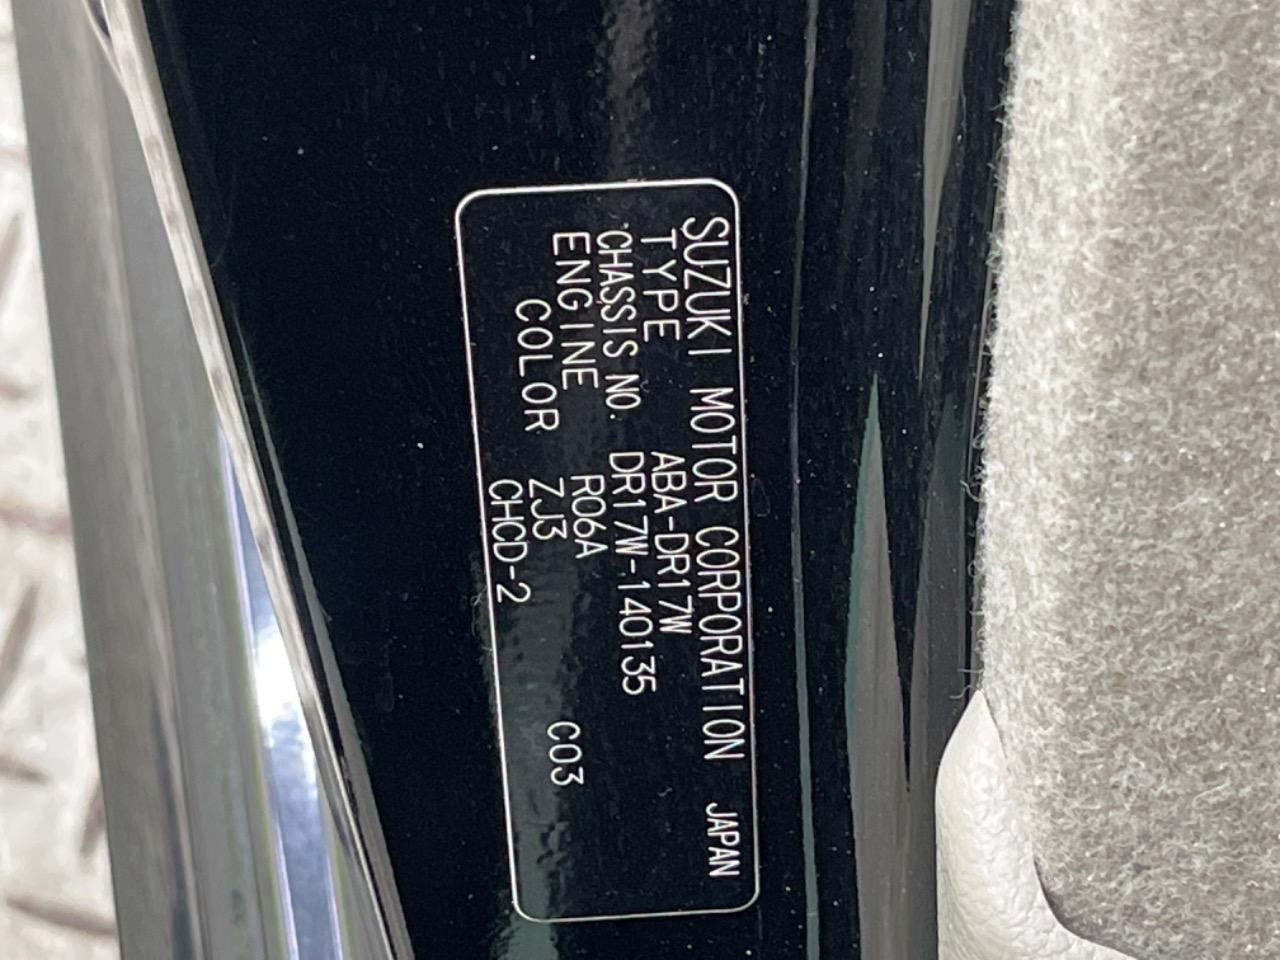 SUZUKI MOTOR CORPORATION JAPAN
TYPE ABA-DR17W
CHASSIS NO. DR17W-140135
ENGINE R06A
COLOR ZJ3 C03
CHCD-2